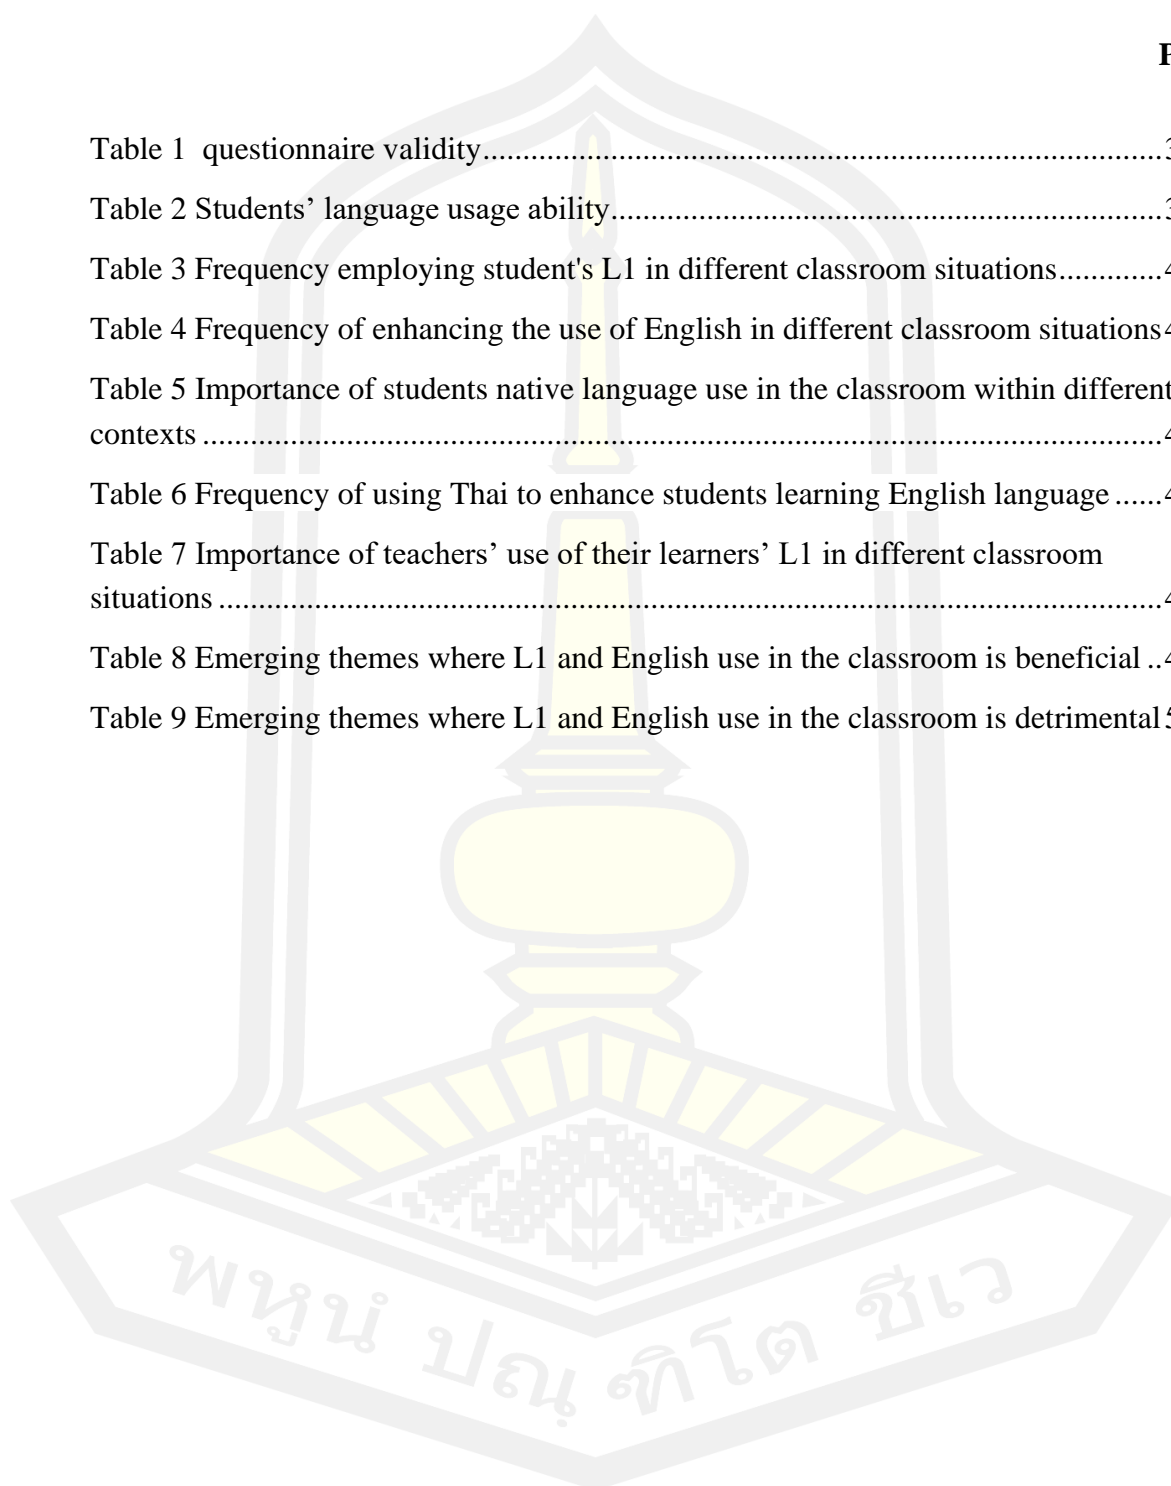 Table 1  questionnaire validity....................................................................................3
Table 2 Students’ language usage ability....................................................................3
Table 3 Frequency employing student's L1 in different classroom situations.............4
Table 4 Frequency of enhancing the use of English in different classroom situations4
Table 5 Importance of students native language use in the classroom within different
contexts .......................................................................................................................4
Table 6 Frequency of using Thai to enhance students learning English language ......4
Table 7 Importance of teachers’ use of their learners’ L1 in different classroom
situations .....................................................................................................................4
Table 8 Emerging themes where L1 and English use in the classroom is beneficial ..4
Table 9 Emerging themes where L1 and English use in the classroom is detrimental5
พหูนํ ปณฺฑิโต ชีเว